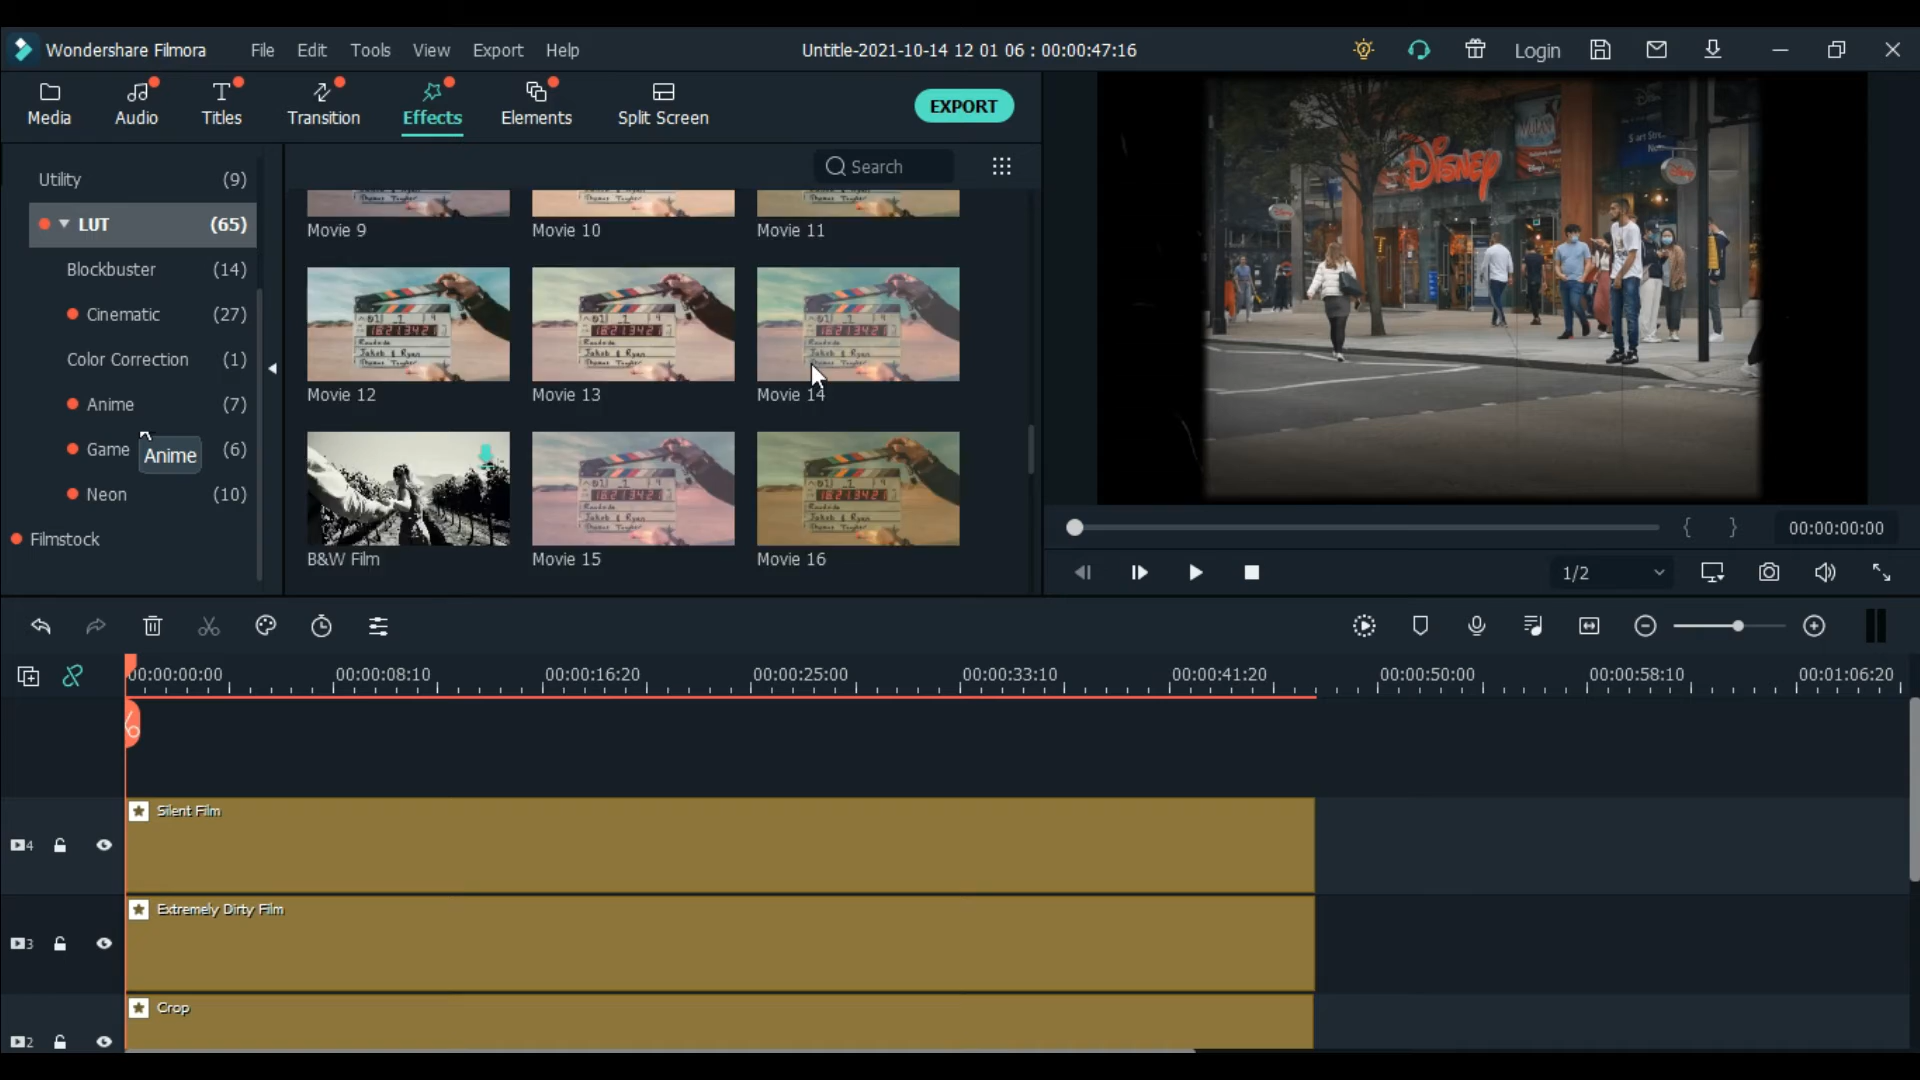 Wondershare Filmora File Edit Tools View Export Help Untitle-2021-10-14 12 01 06 : 00:00:47:16 Login
Media Audio Titles Transition Effects Elements Split Screen EXPORT
Search
Utility (9)
LUT (65)
Blockbuster (14)
Cinematic (27)
Color Correction (1)
Anime (7)
Game (6)
Anime
Neon (10)
Filmstock
Movie 9 Movie 10 Movie 11
Movie 12 Movie 13 Movie 14
B&W Film Movie 15 Movie 16
Disney
{ } 00:00:00:00
1/2
00:00:00:00 00:00:08:10 00:00:16:20 00:00:25:00 00:00:33:10 00:00:41:20 00:00:50:00 00:00:58:10 00:01:06:20
Silent Film
4
Extremely Dirty Film
3
Crop
2